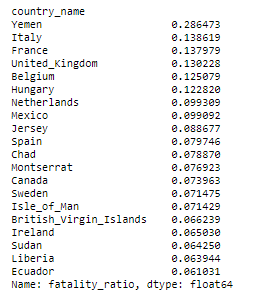 country_name
Yemen 0.286473
Italy 0.138619
France 0.137979
United_Kingdom 0.130228
Belgium 0.125079
Hungary 0.122820
Netherlands 0.099309
Mexico 0.099092
Jersey 0.088677
Spain 0.079746
Chad 0.078870
Montserrat 0.076923
Canada 0.073963
Sweden 0.071475
Isle_of_Man 0.071429
British_Virgin_Islands 0.066239
Ireland 0.065030
Sudan 0.064250
Liberia 0.063944
Ecuador 0.061031
Name: fatality_ratio, dtype: float64